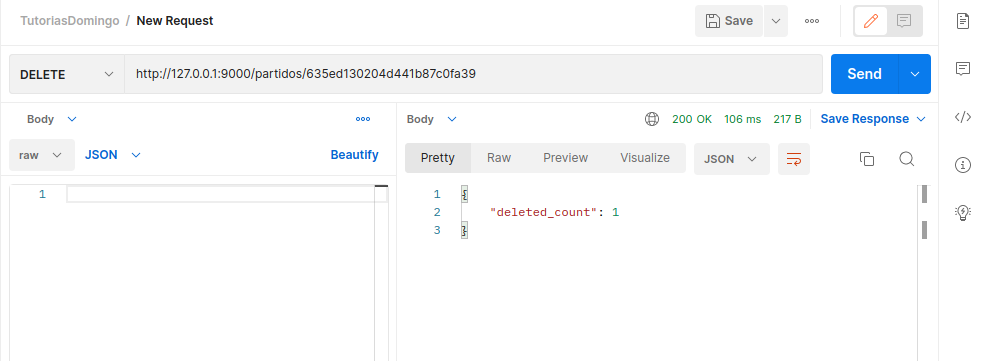 TutoriasDomingo / New Request
Save
DELETE
http://127.0.0.1:9000/partidos/635ed130204d441b87c0fa39
Send
Body
raw
JSON
Beautify
1
Body
200 OK 106 ms 217 B
Save Response
Pretty
Raw
Preview
Visualize
JSON
1 {
2 "deleted_count": 1
3 }